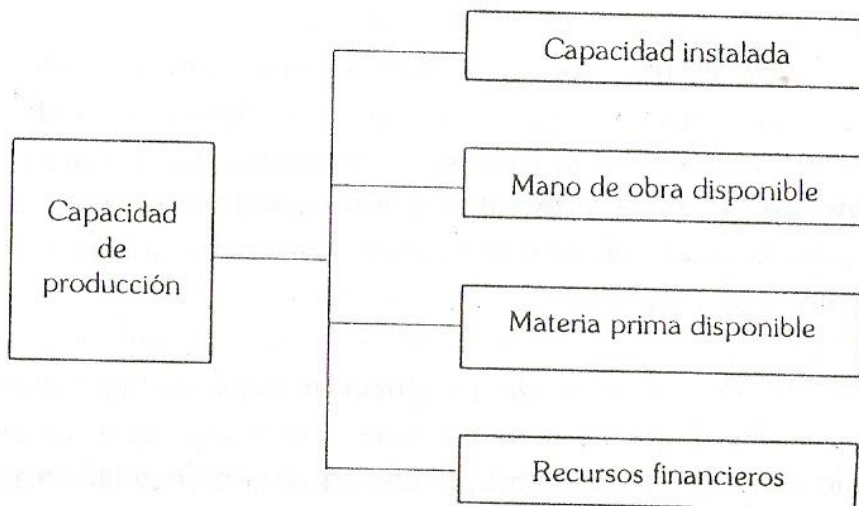 Capacidad instalada
Mano de obra disponible
Capacidad
de
producción
Materia prima disponible
Recursos financieros